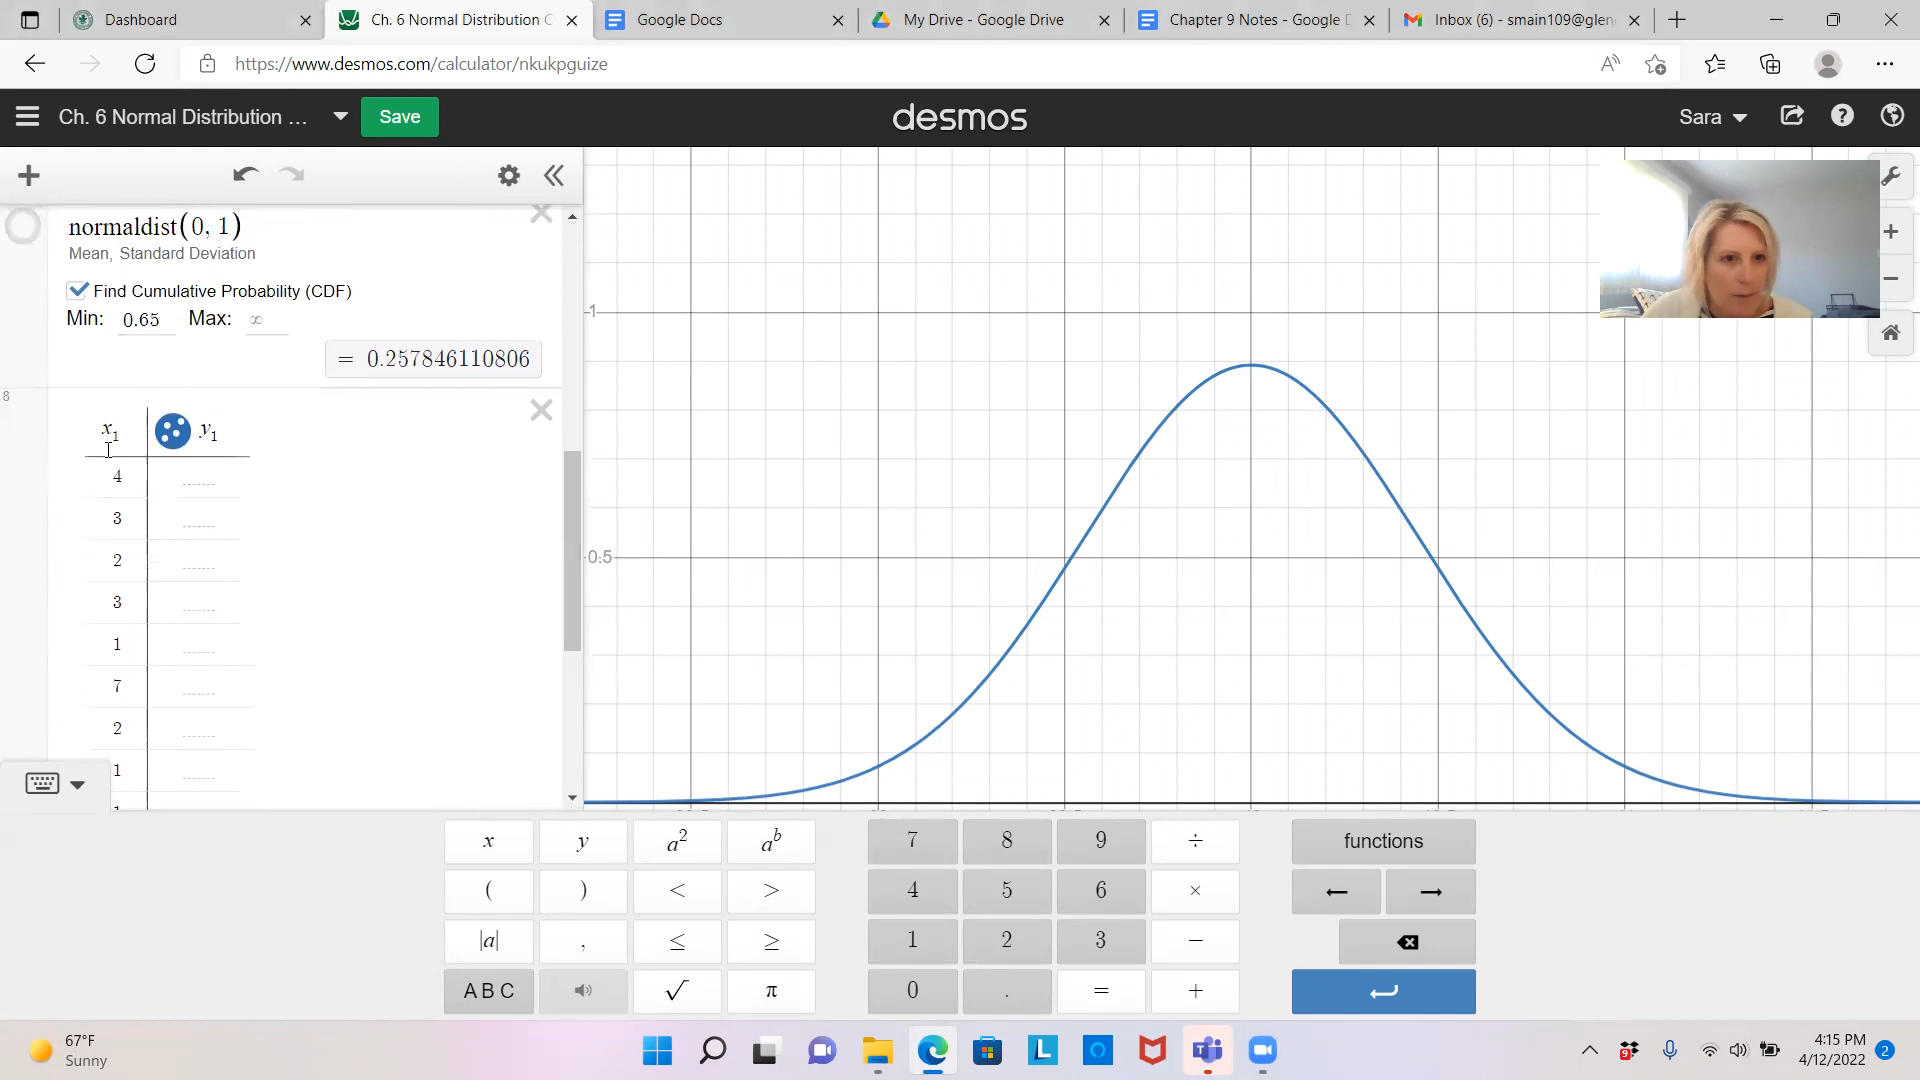 Dashboard
Ch. 6 Normal Distribution C
Google Docs
My Drive - Google Drive
Chapter 9 Notes - Google D
Inbox (6) - smain109@glen
https://www.desmos.com/calculator/nkukpguize
Ch. 6 Normal Distribution ...
Save
desmos
Sara
normaldist(0, 1)
Mean, Standard Deviation
Find Cumulative Probability (CDF)
Min: 0.65 Max: ∞
= 0.257846110806
8
x₁ y₁
4
3
2
3
1
7
2
1
1
0.5
x y a² aᵇ 7 8 9 ÷ functions
( ) < > 4 5 6 × ← →
|a| , ≤ ≥ 1 2 3 −
A B C √ π 0 . = +
67°F
Sunny
4:15 PM
4/12/2022
2
9